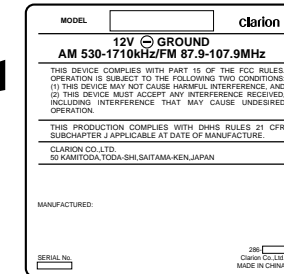 MODEL
clarion
12V ⊖ GROUND
AM 530-1710kHz/FM 87.9-107.9MHz
THIS DEVICE COMPLIES WITH PART 15 OF THE FCC RULES.
OPERATION IS SUBJECT TO THE FOLLOWING TWO CONDITIONS:
(1) THIS DEVICE MAY NOT CAUSE HARMFUL INTERFERENCE, AND
(2) THIS DEVICE MUST ACCEPT ANY INTERFERENCE RECEIVED,
INCLUDING INTERFERENCE THAT MAY CAUSE UNDESIRED
OPERATION.
THIS PRODUCTION COMPLIES WITH DHHS RULES 21 CFR
SUBCHAPTER J APPLICABLE AT DATE OF MANUFACTURE.
CLARION CO.,LTD.
50 KAMITODA,TODA-SHI,SAITAMA-KEN,JAPAN
MANUFACTURED:
286-
SERIAL No.
Clarion Co.,Ltd.
MADE IN CHINA